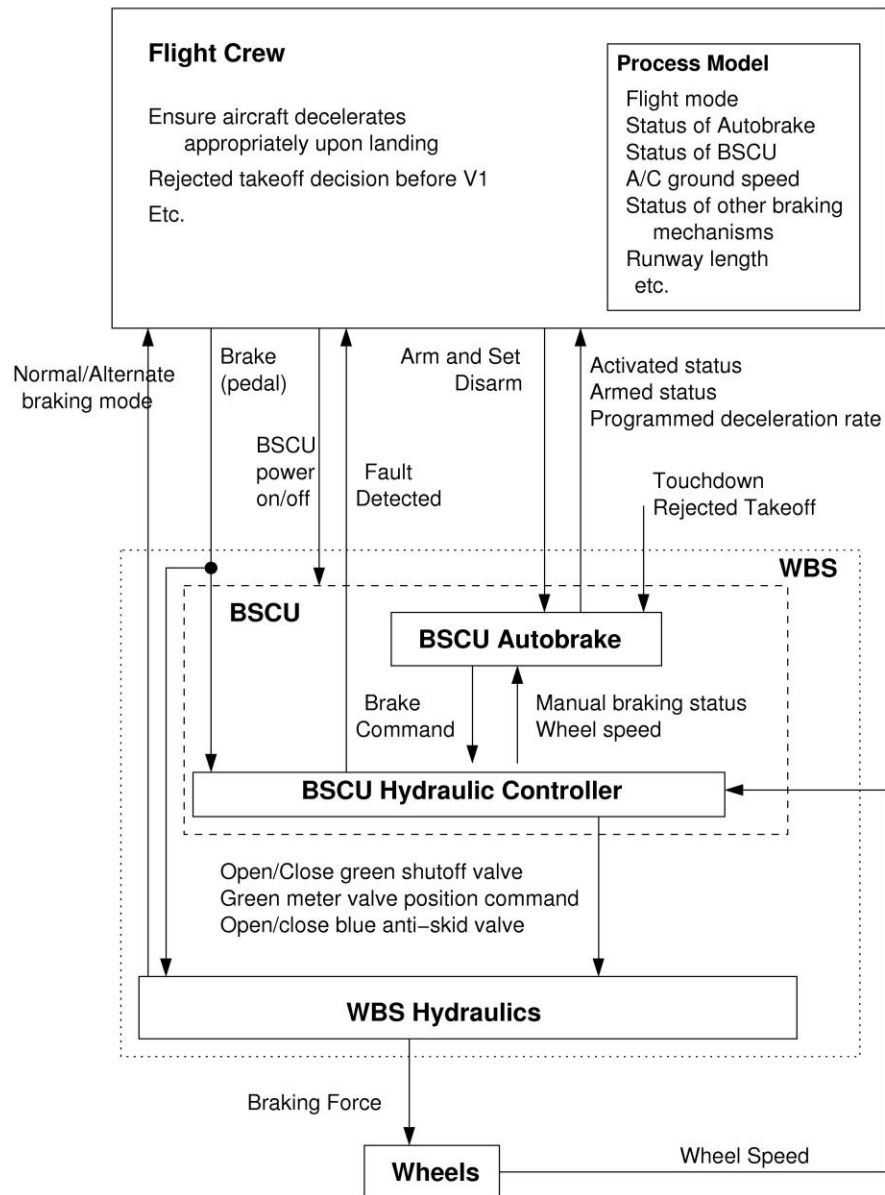 Flight Crew
Ensure aircraft decelerates
appropriately upon landing
Rejected takeoff decision before V1
Etc.
Process Model
Flight mode
Status of Autobrake
Status of BSCU
A/C ground speed
Status of other braking
mechanisms
Runway length
etc.
Normal/Alternate
braking mode
Brake
(pedal)
BSCU
power
on/off
Fault
Detected
Arm and Set
Disarm
Activated status
Armed status
Programmed deceleration rate
Touchdown
Rejected Takeoff
WBS
BSCU
BSCU Autobrake
Brake
Command
Manual braking status
Wheel speed
BSCU Hydraulic Controller
Open/Close green shutoff valve
Green meter valve position command
Open/close blue anti−skid valve
WBS Hydraulics
Braking Force
Wheels
Wheel Speed